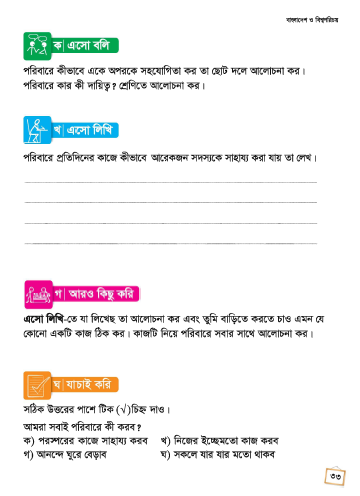 বাংলাদেশ ও বিশ্বপরিচয়
ক| এসো বলি
পরিবারে কীভাবে একে অপরকে সহযোগিতা কর তা ছোট দলে আলোচনা কর।
পরিবারে কার কী দায়িত্ব? শ্রেণিতে আলোচনা কর।
খ| এসো লিখি
পরিবারে প্রতিদিনের কাজে কীভাবে আরেকজন সদস্যকে সাহায্য করা যায় তা লেখ।
গ| আরও কিছু করি
এসো লিখি-তে যা লিখেছ তা আলোচনা কর এবং তুমি বাড়িতে করতে চাও এমন যে
কোনো একটি কাজ ঠিক কর। কাজটি নিয়ে পরিবারে সবার সাথে আলোচনা কর।
ঘ| যাচাই করি
সঠিক উত্তরের পাশে টিক (√) চিহ্ন দাও।
আমরা সবাই পরিবারে কী করব?
ক) পরস্পরের কাজে সাহায্য করব খ) নিজের ইচ্ছেমতো কাজ করব
গ) আনন্দে ঘুরে বেড়াব ঘ) সকলে যার যার মতো থাকব
৩৩